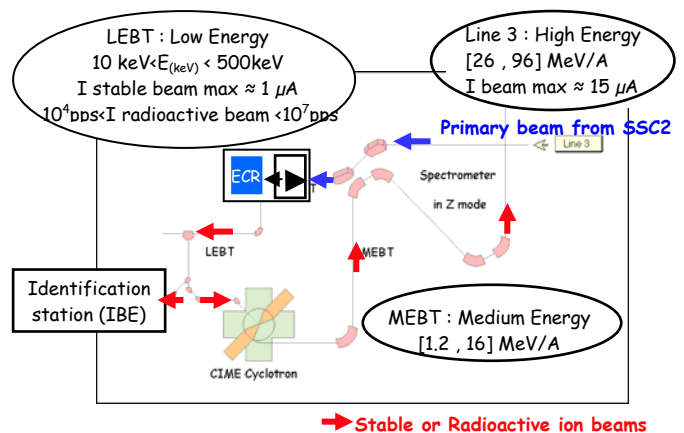 LEBT : Low Energy
10 keV<E(keV) < 500keV
I stable beam max ≈ 1 µA
10⁴pps<I radioactive beam <10⁷pps
Line 3 : High Energy
[26 , 96] MeV/A
I beam max ≈ 15 µA
Primary beam from SSC2
Line 3
ECR
T
Spectrometer
in Z mode
LEBT
MEBT
Identification
station (IBE)
MEBT : Medium Energy
[1.2 , 16] MeV/A
CIME Cyclotron
Stable or Radioactive ion beams